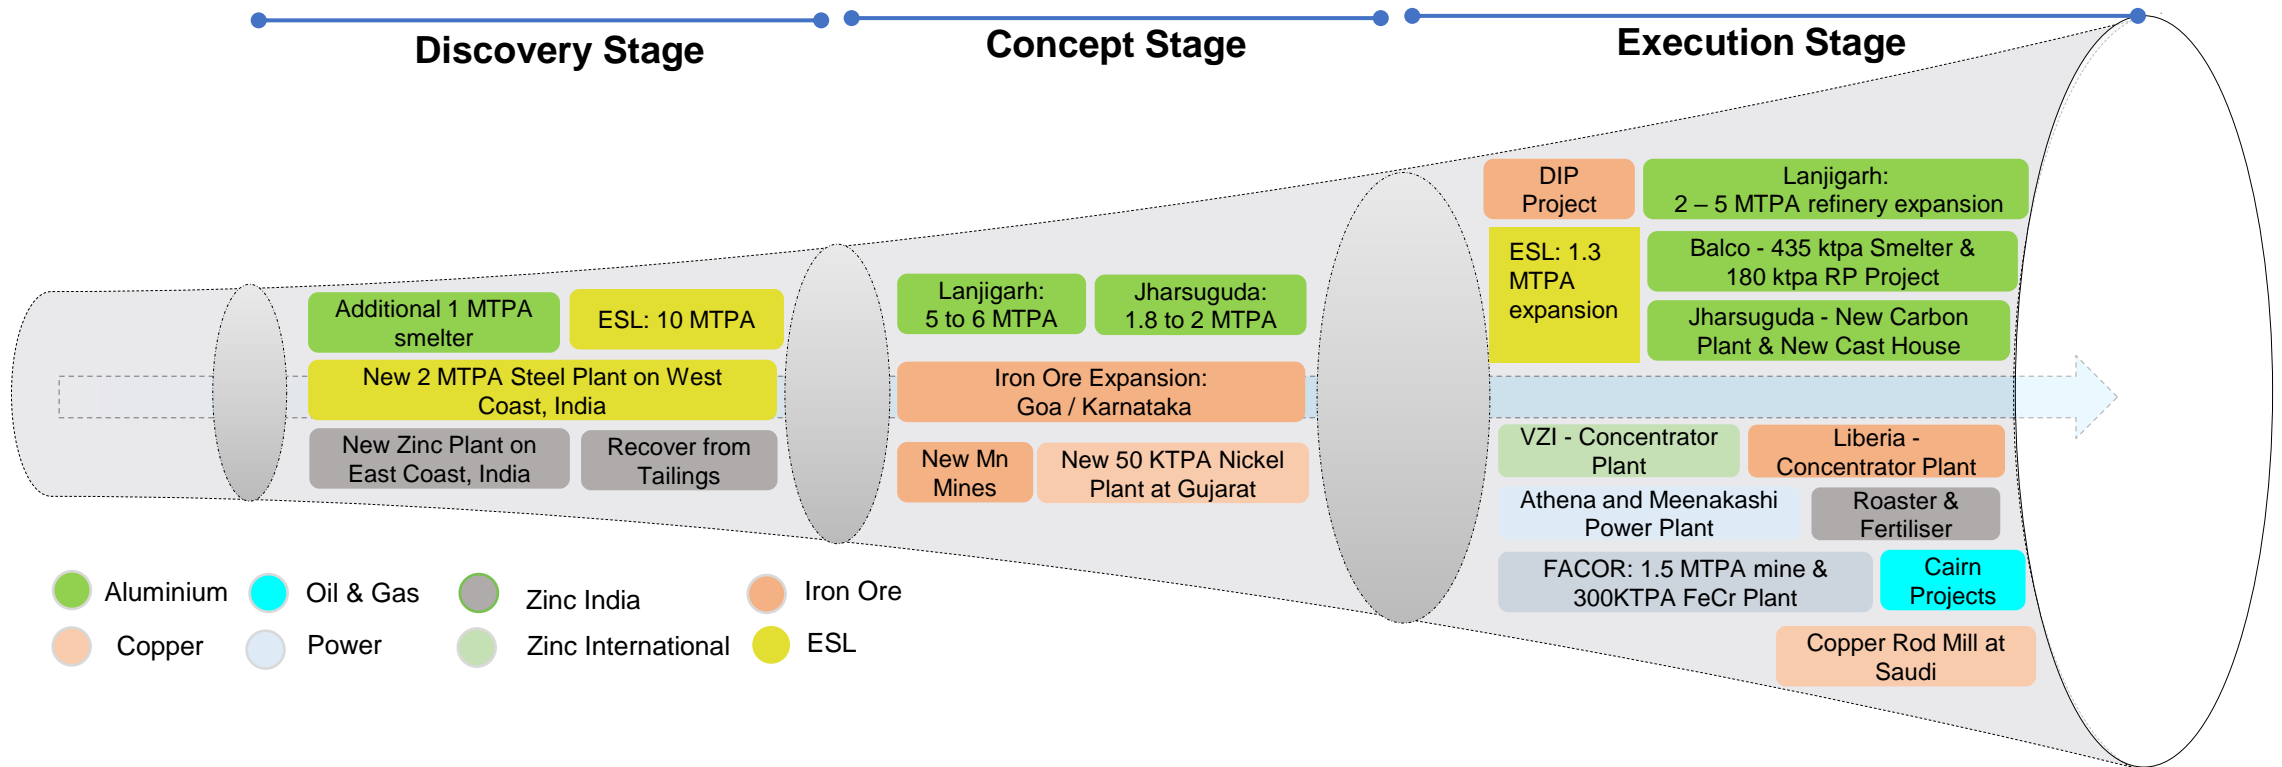 Discovery Stage
Concept Stage
Execution Stage
Additional 1 MTPA
smelter
ESL: 10 MTPA
New 2 MTPA Steel Plant on West
Coast, India
New Zinc Plant on
East Coast, India
Recover from
Tailings
Lanjigarh:
5 to 6 MTPA
Jharsuguda:
1.8 to 2 MTPA
Iron Ore Expansion:
Goa / Karnataka
New Mn
Mines
New 50 KTPA Nickel
Plant at Gujarat
DIP
Project
Lanjigarh:
2 – 5 MTPA refinery expansion
ESL: 1.3
MTPA
expansion
Balco - 435 ktpa Smelter &
180 ktpa RP Project
Jharsuguda - New Carbon
Plant & New Cast House
VZI - Concentrator
Plant
Liberia -
Concentrator Plant
Athena and Meenakashi
Power Plant
Roaster &
Fertiliser
FACOR: 1.5 MTPA mine &
300KTPA FeCr Plant
Cairn
Projects
Copper Rod Mill at
Saudi
Aluminium
Oil & Gas
Zinc India
Iron Ore
Copper
Power
Zinc International
ESL